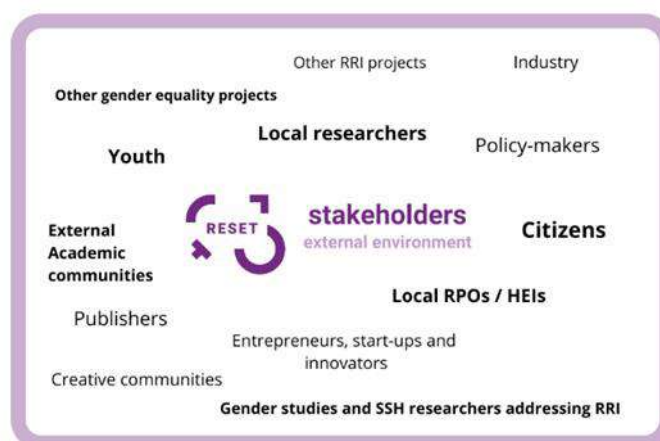 Other RRI projects
Industry
Other gender equality projects
Local researchers
Policy-makers
Youth
RESET
stakeholders
external environment
Citizens
External
Academic
communities
Local RPOs / HEIs
Publishers
Entrepreneurs, start-ups and
innovators
Creative communities
Gender studies and SSH researchers addressing RRI